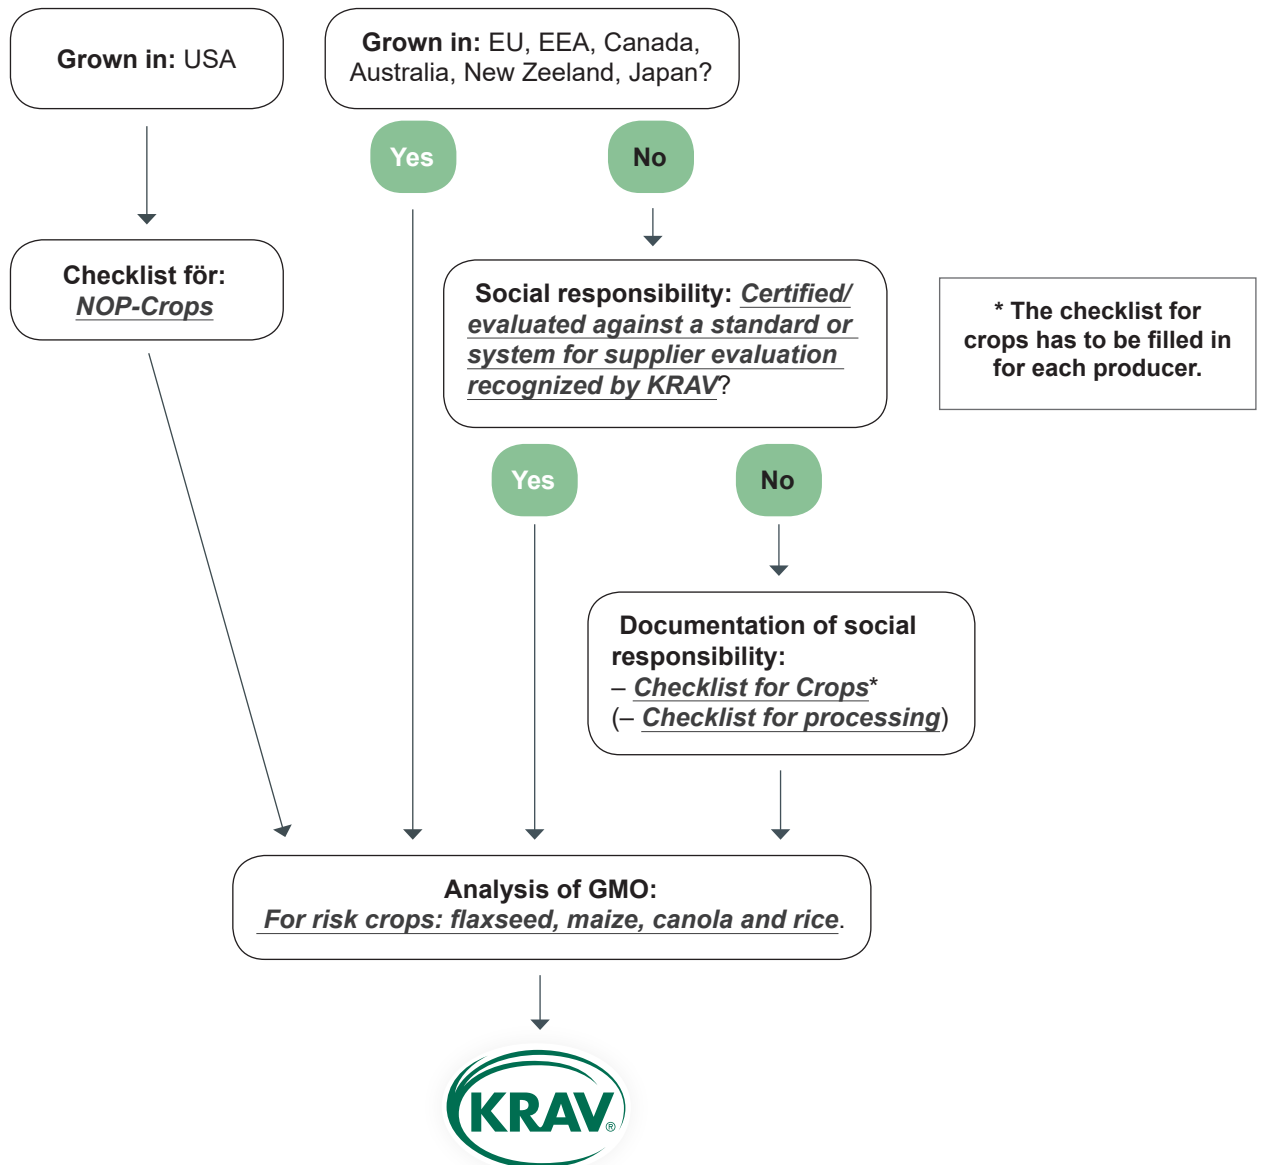 Grown in: USA
Grown in: EU, EEA, Canada,
Australia, New Zeeland, Japan?
Yes
No
Checklist för:
NOP-Crops
Social responsibility: Certified/
evaluated against a standard or
system for supplier evaluation
recognized by KRAV?
* The checklist for
crops has to be filled in
for each producer.
Yes
No
Documentation of social
responsibility:
– Checklist for Crops*
(– Checklist for processing)
Analysis of GMO:
For risk crops: flaxseed, maize, canola and rice.
KRAV®